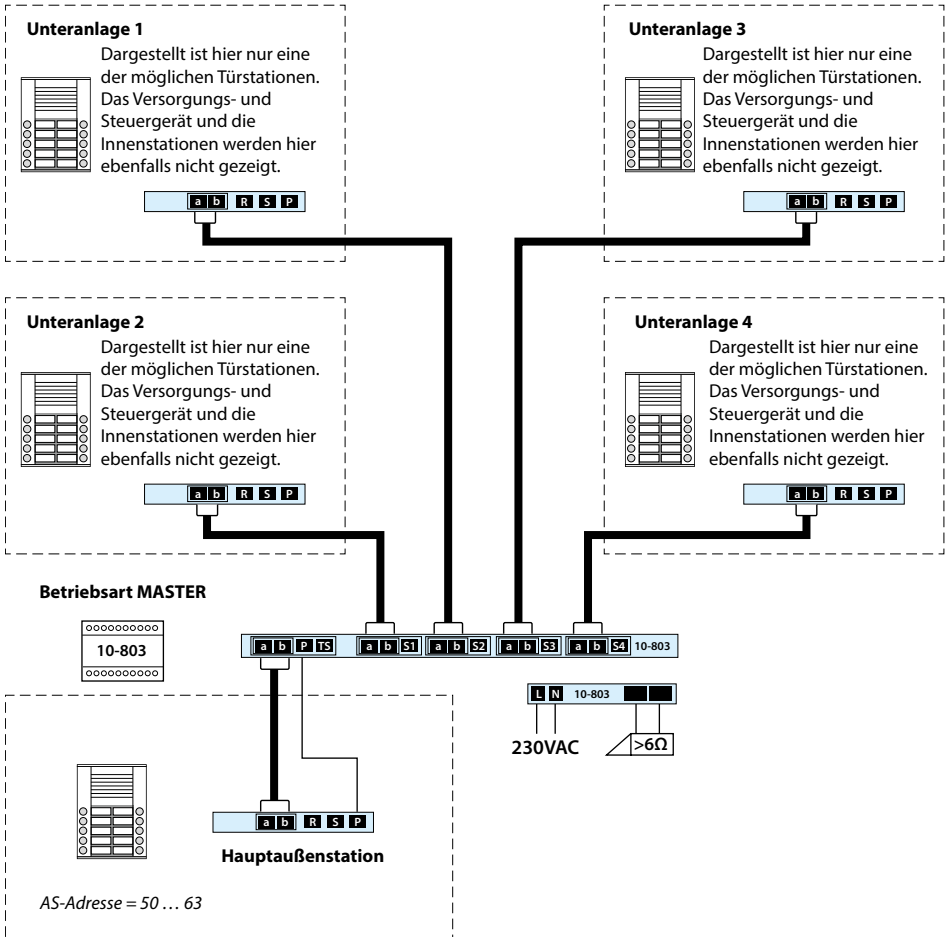 Unteranlage 1
Dargestellt ist hier nur eine
der möglichen Türstationen.
Das Versorgungs- und
Steuergerät und die
Innenstationen werden hier
ebenfalls nicht gezeigt.
a b R S P
Unteranlage 3
Dargestellt ist hier nur eine
der möglichen Türstationen.
Das Versorgungs- und
Steuergerät und die
Innenstationen werden hier
ebenfalls nicht gezeigt.
a b R S P
Unteranlage 2
Dargestellt ist hier nur eine
der möglichen Türstationen.
Das Versorgungs- und
Steuergerät und die
Innenstationen werden hier
ebenfalls nicht gezeigt.
a b R S P
Unteranlage 4
Dargestellt ist hier nur eine
der möglichen Türstationen.
Das Versorgungs- und
Steuergerät und die
Innenstationen werden hier
ebenfalls nicht gezeigt.
a b R S P
Betriebsart MASTER
10-803
a b P TS a b S1 a b S2 a b S3 a b S4 10-803
L N 10-803
230VAC >6Ω
a b R S P
Hauptaußenstation
AS-Adresse = 50 … 63